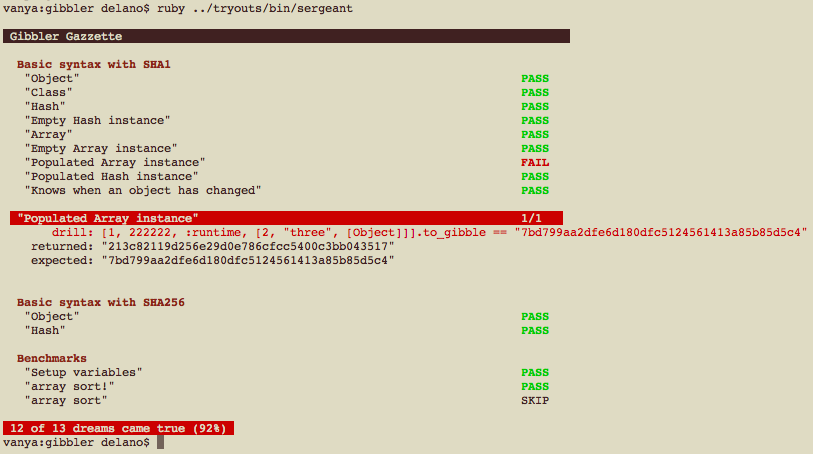 vanya:gibbler delano$ ruby ../tryouts/bin/sergeant
Gibbler Gazzette
Basic syntax with SHA1
"Object" PASS
"Class" PASS
"Hash" PASS
"Empty Hash instance" PASS
"Array" PASS
"Empty Array instance" PASS
"Populated Array instance" FAIL
"Populated Hash instance" PASS
"Knows when an object has changed" PASS
"Populated Array instance" 1/1
drill: [1, 222222, :runtime, [2, "three", [Object]]].to_gibble == "7bd799aa2dfe6d180dfc5124561413a85b85d5c4"
returned: "213c82119d256e29d0e786cfcc5400c3bb043517"
expected: "7bd799aa2dfe6d180dfc5124561413a85b85d5c4"
Basic syntax with SHA256
"Object" PASS
"Hash" PASS
Benchmarks
"Setup variables" PASS
"array sort!" PASS
"array sort" SKIP
12 of 13 dreams came true (92%)
vanya:gibbler delano$